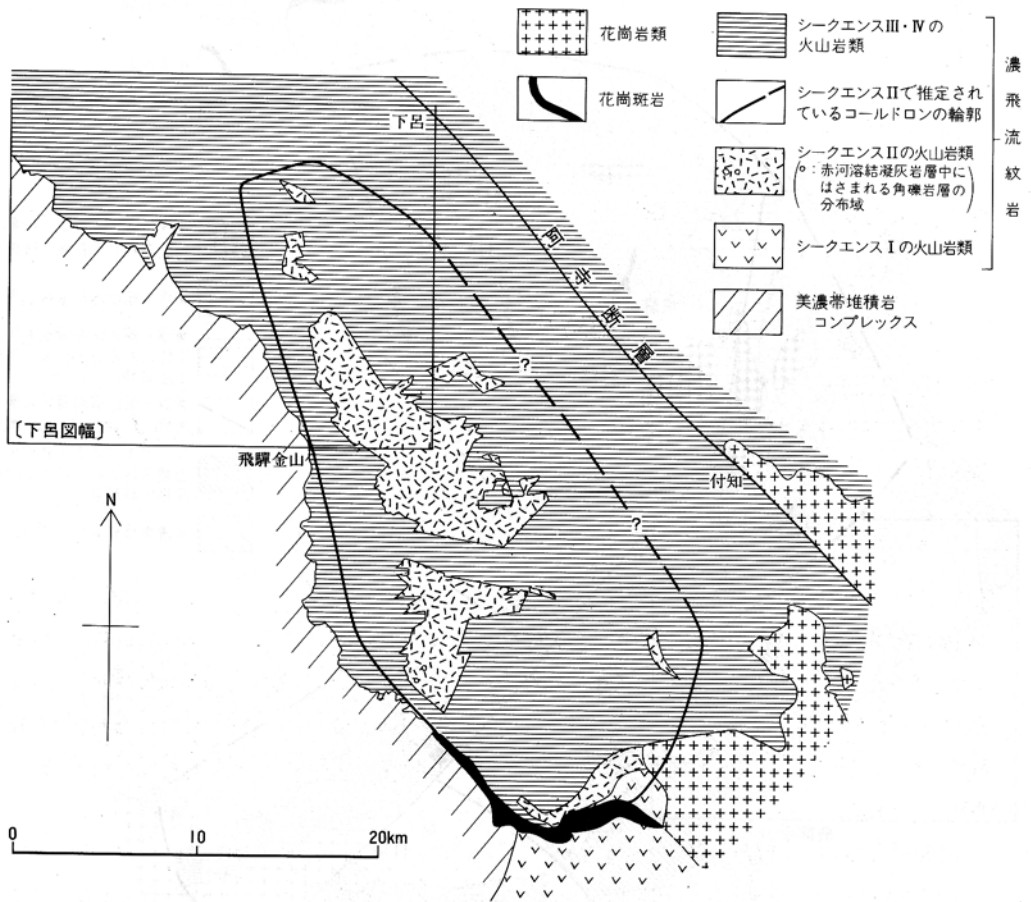 花崗岩類
花崗斑岩
シークエンスⅢ・Ⅳの
火山岩類
シークエンスⅡで推定され
ているコールドロンの輪郭
シークエンスⅡの火山岩類
(○:赤河溶結凝灰岩層中に
はさまれる角礫岩層の
分布域)
シークエンスⅠの火山岩類
美濃帯堆積岩
コンプレックス
濃飛流紋岩
下呂
阿寺断層
?
〔下呂図幅〕
飛驒金山
付知
?
N
0 10 20km